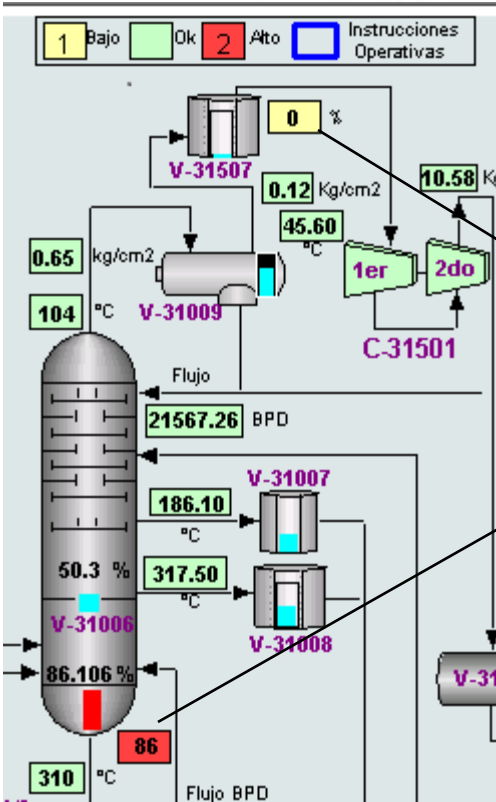 1 Bajo Ok 2 Alto Instrucciones
Operativas
0 %
V-31507
0.12 Kg/cm2
10.58
45.60
°C
0.65 kg/cm2
1er 2do
104 °C
V-31009
C-31501
Flujo
21567.26 BPD
V-31007
186.10
°C
50.3 %
317.50
°C
V-31006
V-31008
86.106 %
V-31
86
310 °C
Flujo BPD